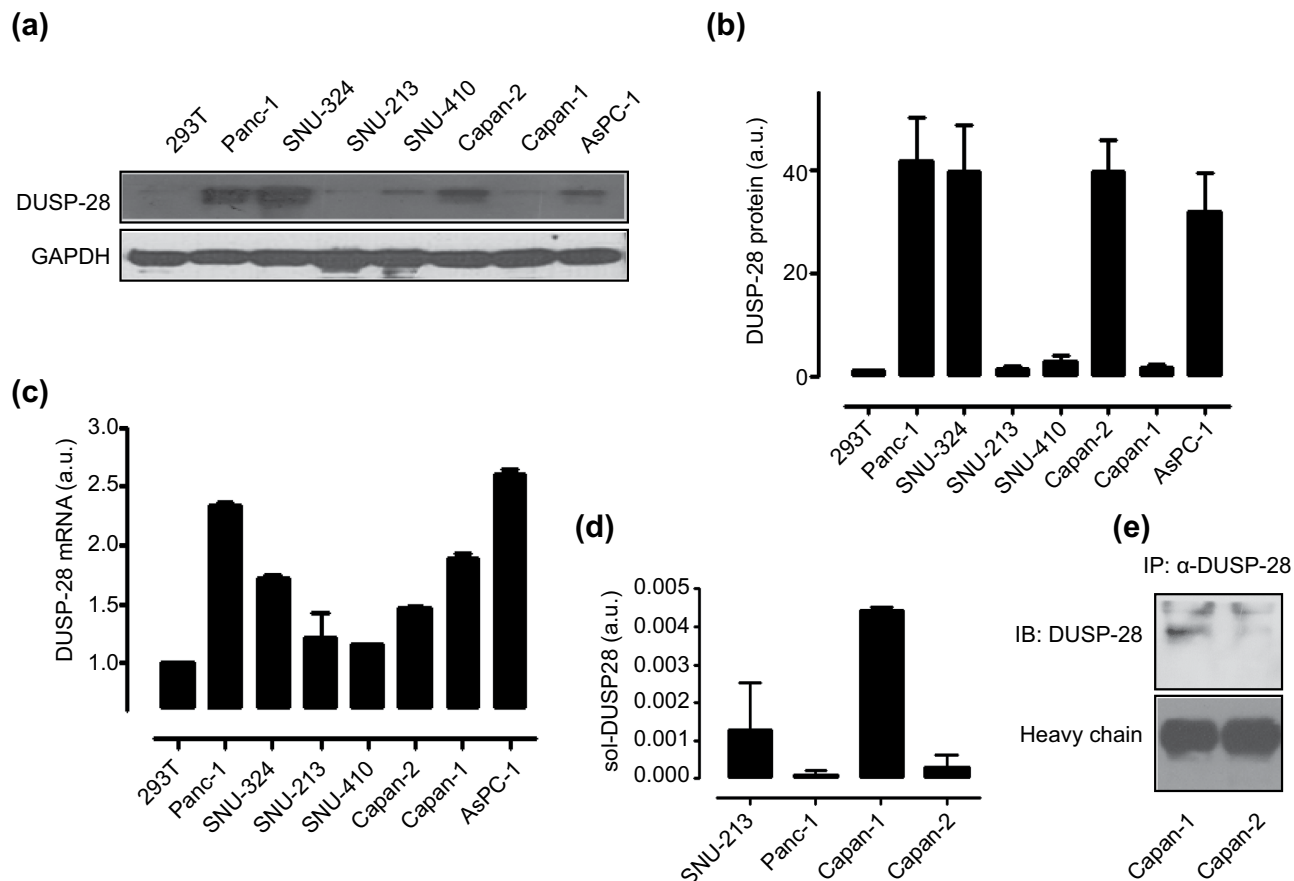 (a)
293T Panc-1 SNU-324 SNU-213 SNU-410 Capan-2 Capan-1 AsPC-1
DUSP-28
GAPDH
(b)
DUSP-28 protein (a.u.)
40
20
0
293T Panc-1 SNU-324 SNU-213 SNU-410 Capan-2 Capan-1 AsPC-1
(c)
DUSP-28 mRNA (a.u.)
3.0
2.5
2.0
1.5
1.0
293T Panc-1 SNU-324 SNU-213 SNU-410 Capan-2 Capan-1 AsPC-1
(d)
sol-DUSP28 (a.u.)
0.005
0.004
0.003
0.002
0.001
0.000
SNU-213 Panc-1 Capan-1 Capan-2
(e)
IP: α-DUSP-28
IB: DUSP-28
Heavy chain
Capan-1 Capan-2